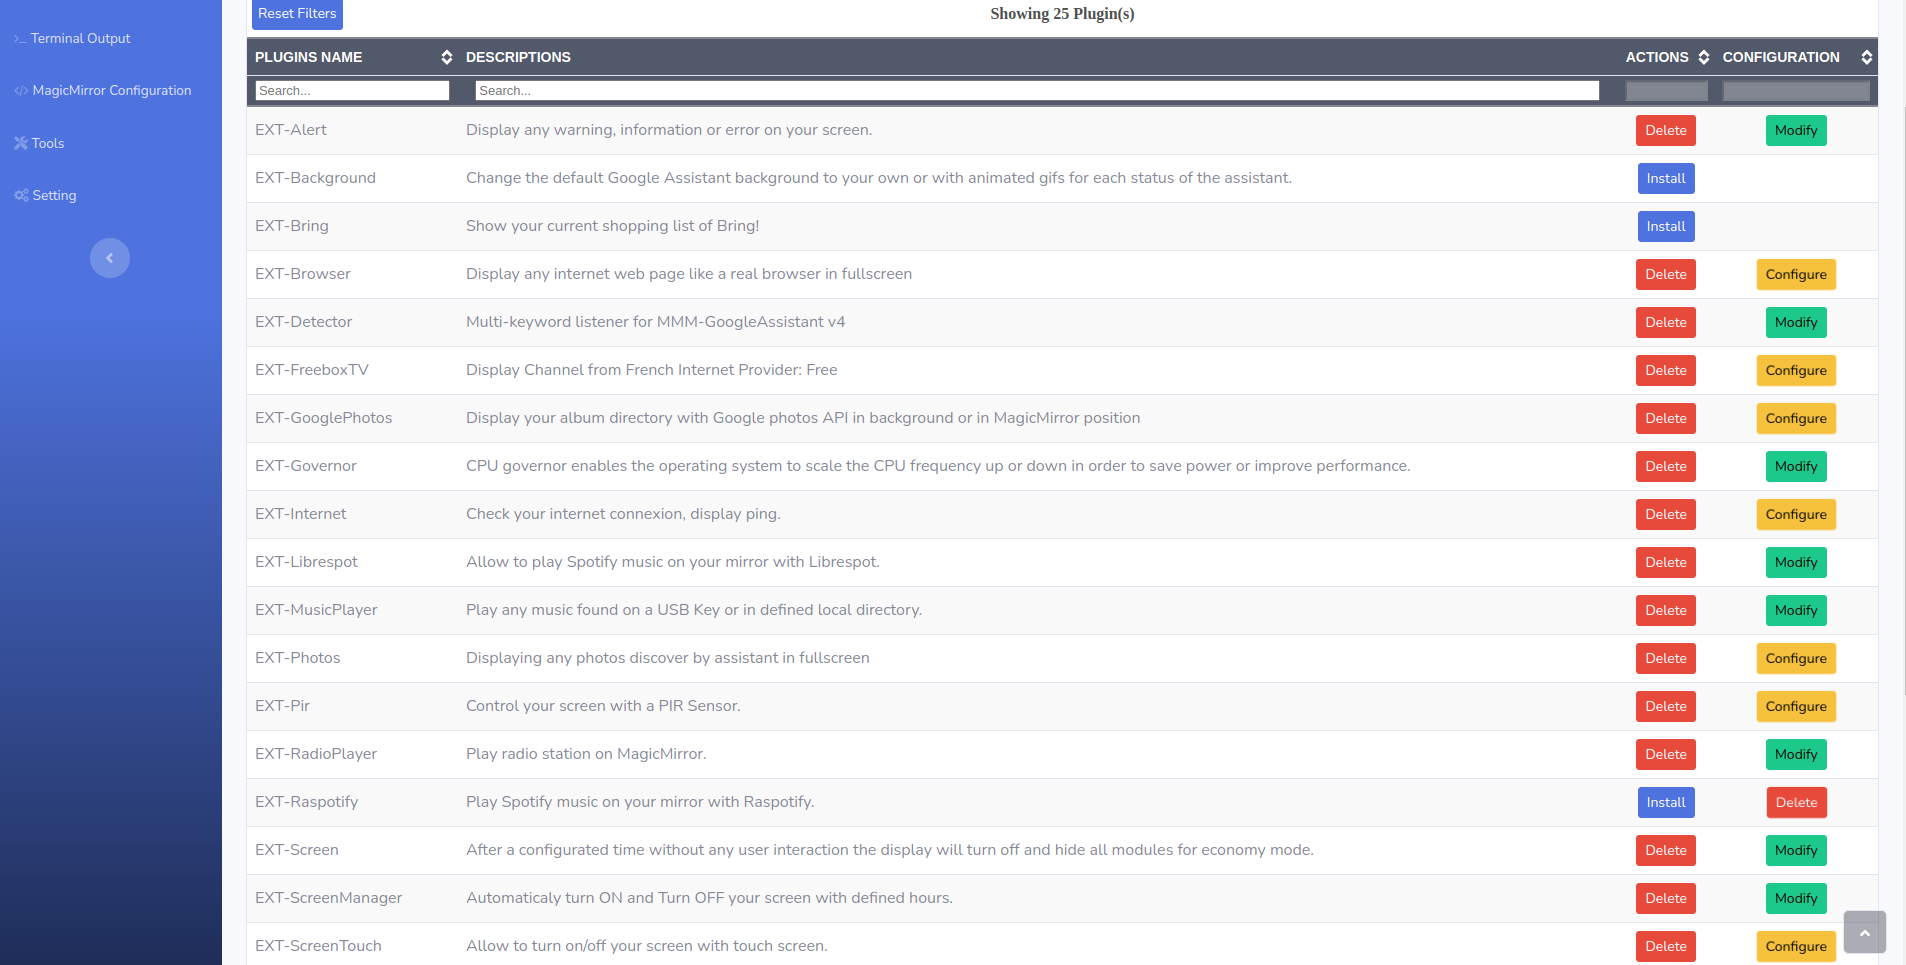 Terminal Output
MagicMirror Configuration
Tools
Setting
Reset Filters
Showing 25 Plugin(s)
PLUGINS NAME DESCRIPTIONS ACTIONS CONFIGURATION
Search... Search...
EXT-Alert Display any warning, information or error on your screen. Delete Modify
EXT-Background Change the default Google Assistant background to your own or with animated gifs for each status of the assistant. Install
EXT-Bring Show your current shopping list of Bring! Install
EXT-Browser Display any internet web page like a real browser in fullscreen Delete Configure
EXT-Detector Multi-keyword listener for MMM-GoogleAssistant v4 Delete Modify
EXT-FreeboxTV Display Channel from French Internet Provider: Free Delete Configure
EXT-GooglePhotos Display your album directory with Google photos API in background or in MagicMirror position Delete Configure
EXT-Governor CPU governor enables the operating system to scale the CPU frequency up or down in order to save power or improve performance. Delete Modify
EXT-Internet Check your internet connexion, display ping. Delete Configure
EXT-Librespot Allow to play Spotify music on your mirror with Librespot. Delete Modify
EXT-MusicPlayer Play any music found on a USB Key or in defined local directory. Delete Modify
EXT-Photos Displaying any photos discover by assistant in fullscreen Delete Configure
EXT-Pir Control your screen with a PIR Sensor. Delete Configure
EXT-RadioPlayer Play radio station on MagicMirror. Delete Modify
EXT-Raspotify Play Spotify music on your mirror with Raspotify. Install Delete
EXT-Screen After a configurated time without any user interaction the display will turn off and hide all modules for economy mode. Delete Modify
EXT-ScreenManager Automaticaly turn ON and Turn OFF your screen with defined hours. Delete Modify
EXT-ScreenTouch Allow to turn on/off your screen with touch screen. Delete Configure